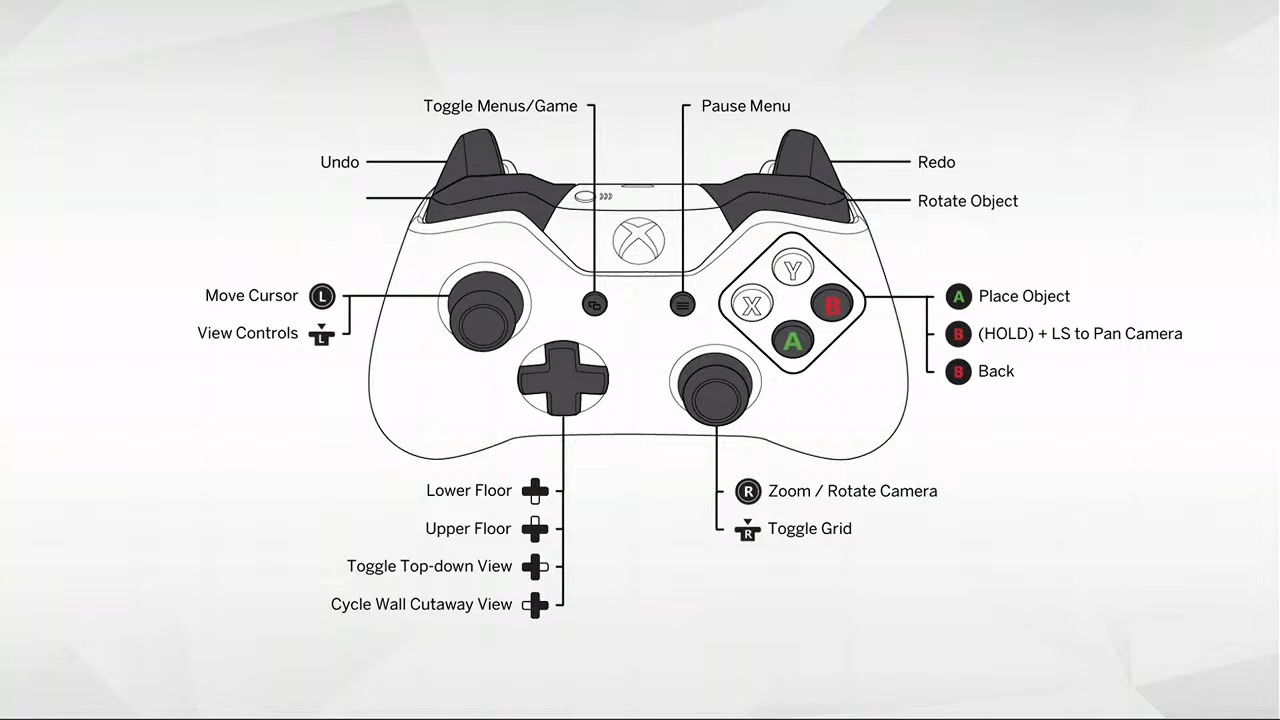 Toggle Menus/Game
Pause Menu
Undo
Redo
Rotate Object
Y
X
B
A
Move Cursor L
View Controls L
A Place Object
B (HOLD) + LS to Pan Camera
B Back
Lower Floor
Upper Floor
Toggle Top-down View
Cycle Wall Cutaway View
R Zoom / Rotate Camera
R Toggle Grid